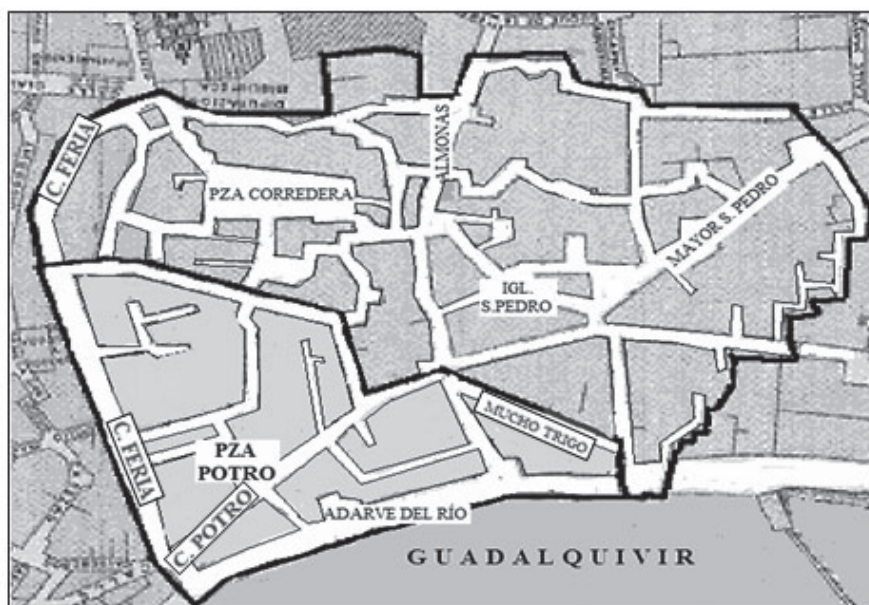 C. FERIA
PZA CORREDERA
ALMONAS
MAYOR S. PEDRO
IGL.
S.PEDRO
C. FERIA
PZA
POTRO
C. POTRO
MUCHO TRIGO
ADARVE DEL RÍO
GUADALQUIVIR